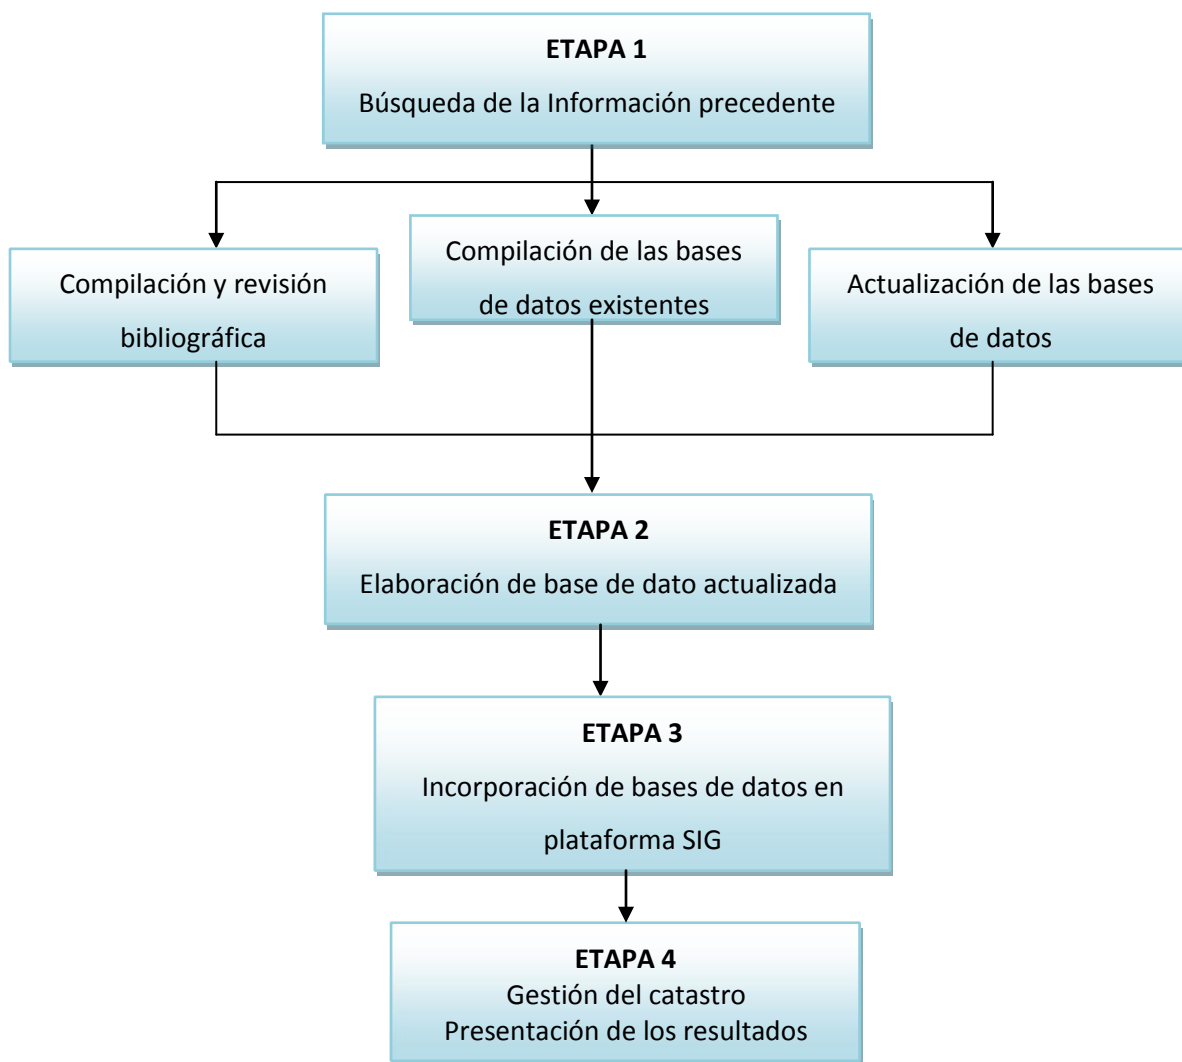 ETAPA 1
Búsqueda de la Información precedente
Compilación y revisión
bibliográfica
Compilación de las bases
de datos existentes
Actualización de las bases
de datos
ETAPA 2
Elaboración de base de dato actualizada
ETAPA 3
Incorporación de bases de datos en
plataforma SIG
ETAPA 4
Gestión del catastro
Presentación de los resultados